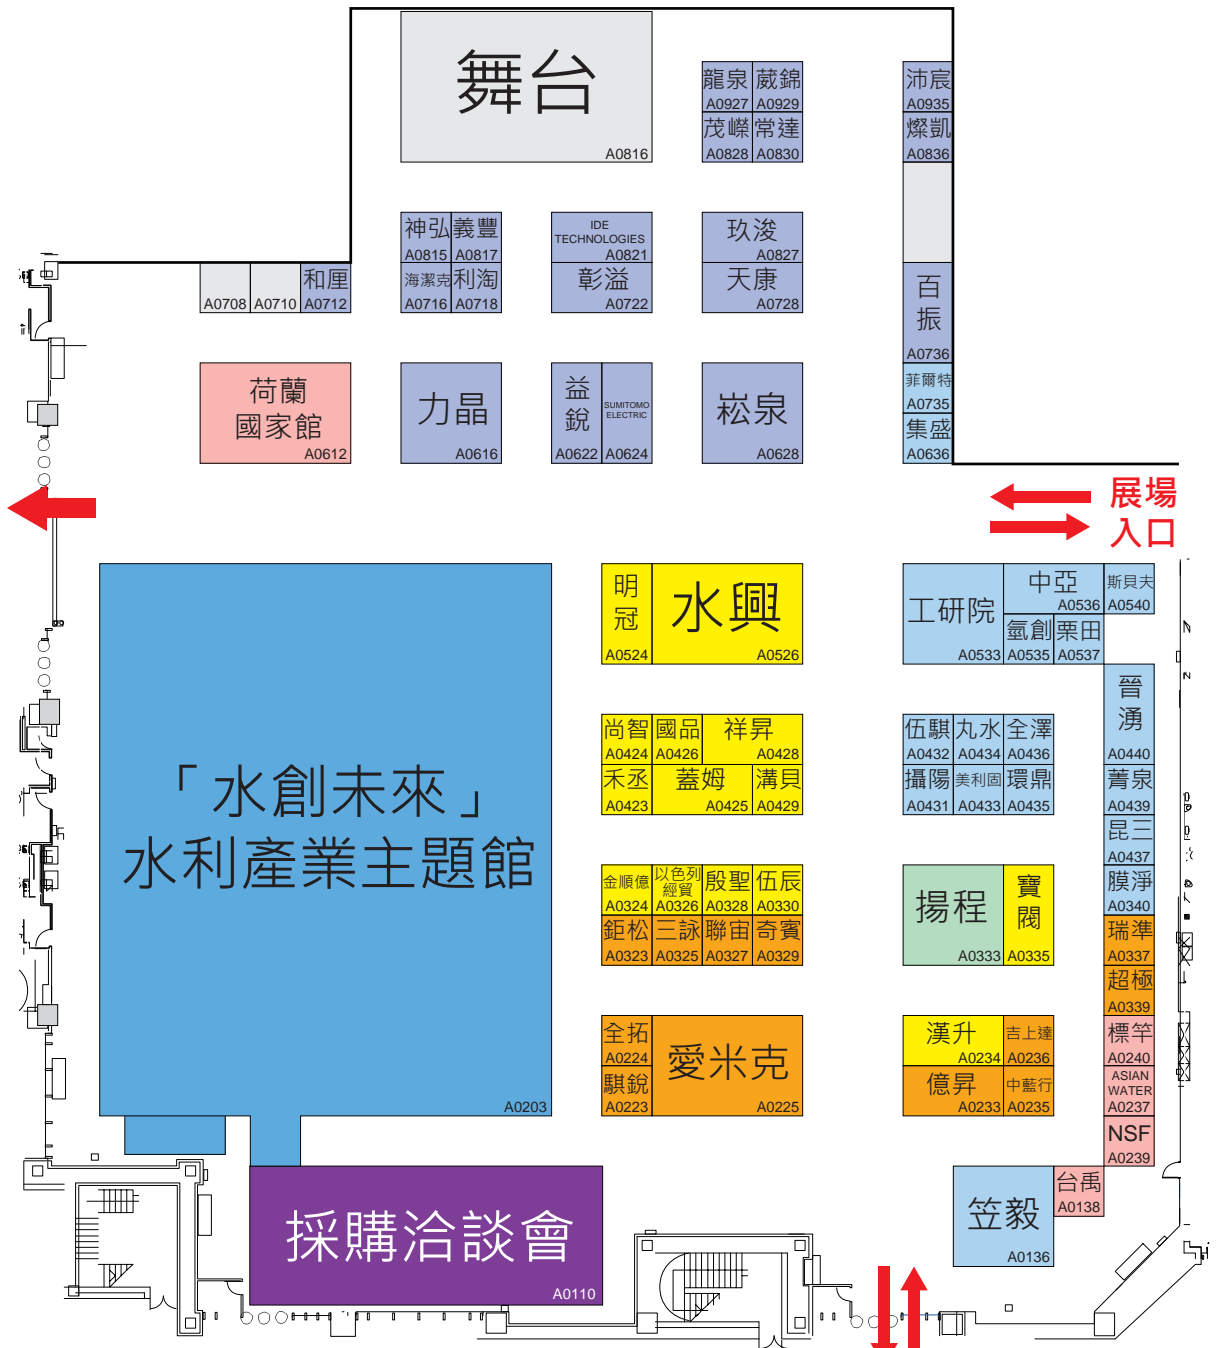 舞台
A0816
龍泉
A0927
葳錦
A0929
茂嶸
A0828
常達
A0830
沛宸
A0935
燦凱
A0836
神弘
A0815
義豐
A0817
海潔克
A0716
利淘
A0718
IDE
TECHNOLOGIES
A0821
彰溢
A0722
玖浚
A0827
天康
A0728
A0708
A0710
和厘
A0712
百
振
A0736
菲爾特
A0735
集盛
A0636
荷蘭
國家館
A0612
力晶
A0616
益
銳
A0622
SUMITOMO
ELECTRIC
A0624
崧泉
A0628
展場
入口
「水創未來」
水利產業主題館
A0203
明
冠
A0524
水興
A0526
工研院
A0533
中亞
A0536
斯貝夫
A0540
氫創
A0535
栗田
A0537
晉
湧
A0440
尚智
A0424
國品
A0426
祥昇
A0428
禾丞
A0423
蓋姆
A0425
溝貝
A0429
伍騏
A0432
丸水
A0434
全澤
A0436
攝陽
A0431
美利固
A0433
環鼎
A0435
菁泉
A0439
昆三
A0437
膜淨
A0340
金順億
A0324
以色列
經貿
A0326
殷聖
A0328
伍辰
A0330
鉅松
A0323
三詠
A0325
聯宙
A0327
奇賓
A0329
揚程
A0333
寶
閥
A0335
瑞準
A0337
超極
A0339
全拓
A0224
騏銳
A0223
愛米克
A0225
漢升
A0234
吉上達
A0236
億昇
A0233
中藍行
A0235
標竿
A0240
ASIAN
WATER
A0237
NSF
A0239
台禹
A0138
笠毅
A0136
採購洽談會
A0110